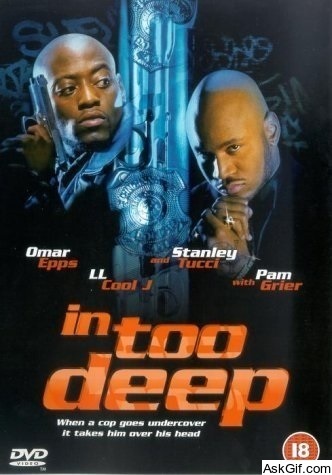 Omar
Epps
LL
Cool J
and Stanley
Tucci
with Pam
Grier
in too
deep
When a cop goes undercover
it takes him over his head
DVD
VIDEO
18
AskGif.com